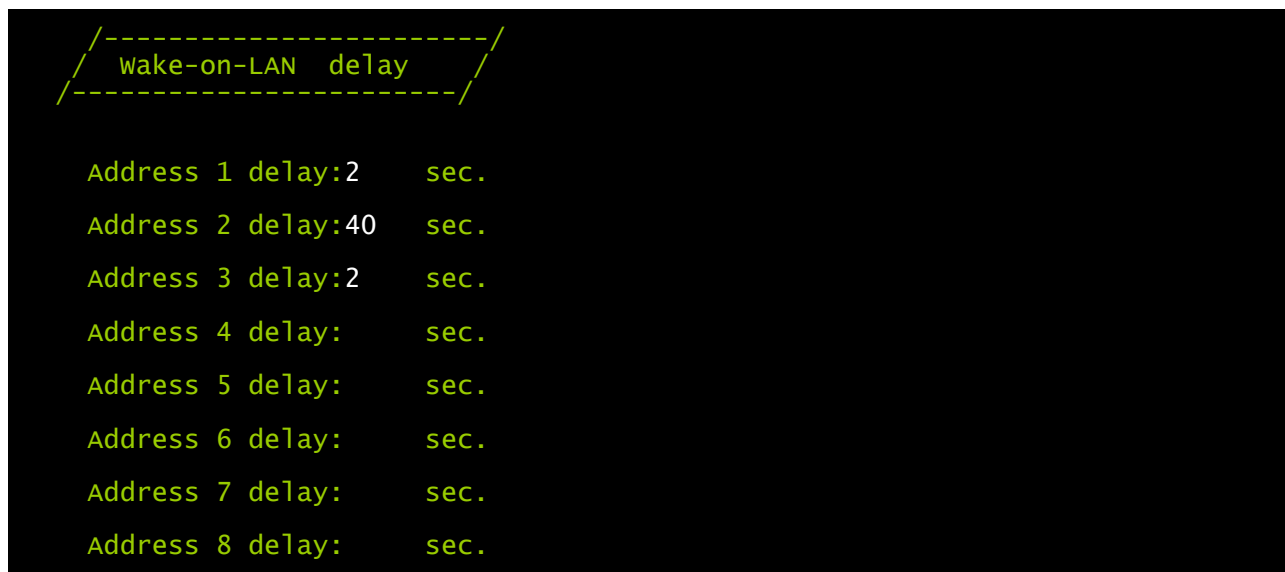 /------------------------/
/  Wake-on-LAN  delay    /
/------------------------/
Address 1 delay:2    sec.
Address 2 delay:40   sec.
Address 3 delay:2    sec.
Address 4 delay:     sec.
Address 5 delay:     sec.
Address 6 delay:     sec.
Address 7 delay:     sec.
Address 8 delay:     sec.